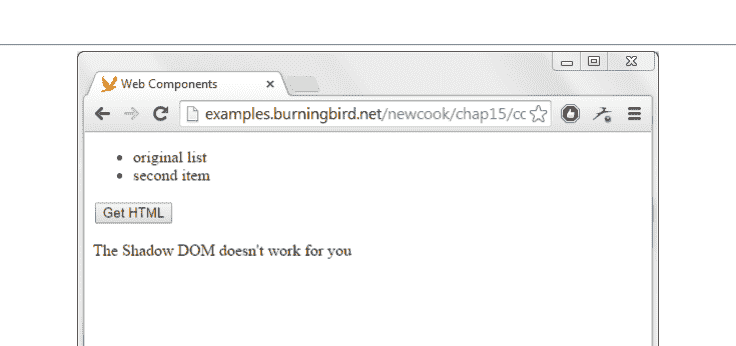 Web Components
examples.burningbird.net/newcook/chap15/cc
original list
second item
Get HTML
The Shadow DOM doesn't work for you